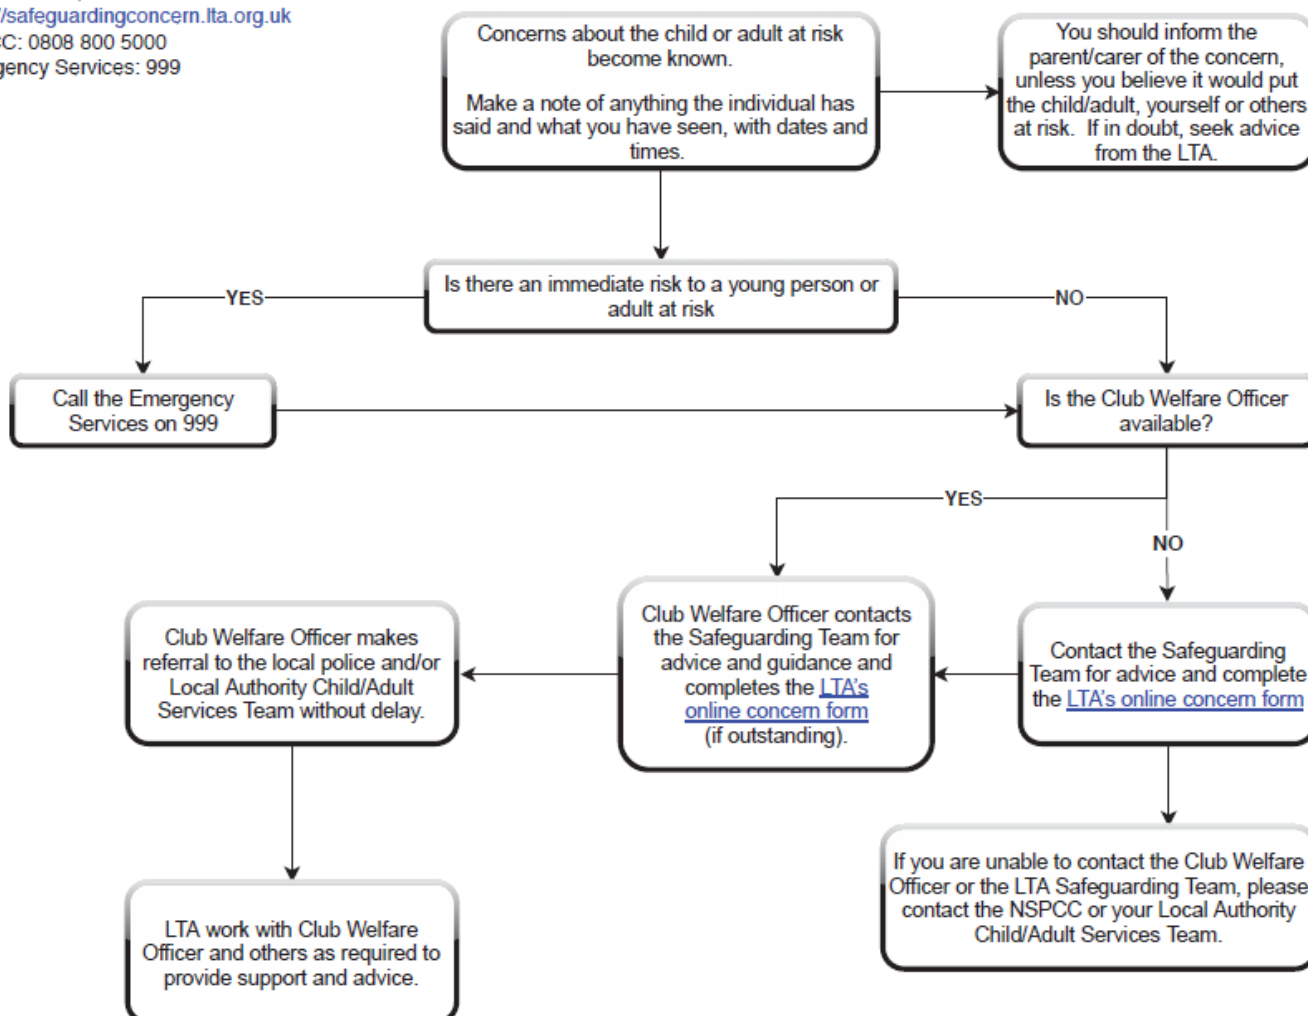 //safeguardingconcern.lta.org.uk
CC: 0808 800 5000
gency Services: 999
Concerns about the child or adult at risk
become known.
Make a note of anything the individual has
said and what you have seen, with dates and
times.
You should inform the
parent/carer of the concern,
unless you believe it would put
the child/adult, yourself or others
at risk. If in doubt, seek advice
from the LTA.
Is there an immediate risk to a young person or
adult at risk
YES
NO
Call the Emergency
Services on 999
Is the Club Welfare Officer
available?
YES
NO
Club Welfare Officer makes
referral to the local police and/or
Local Authority Child/Adult
Services Team without delay.
Club Welfare Officer contacts
the Safeguarding Team for
advice and guidance and
completes the LTA's
online concern form
(if outstanding).
Contact the Safeguarding
Team for advice and complete
the LTA's online concern form
If you are unable to contact the Club Welfare
Officer or the LTA Safeguarding Team, please
contact the NSPCC or your Local Authority
Child/Adult Services Team.
LTA work with Club Welfare
Officer and others as required to
provide support and advice.